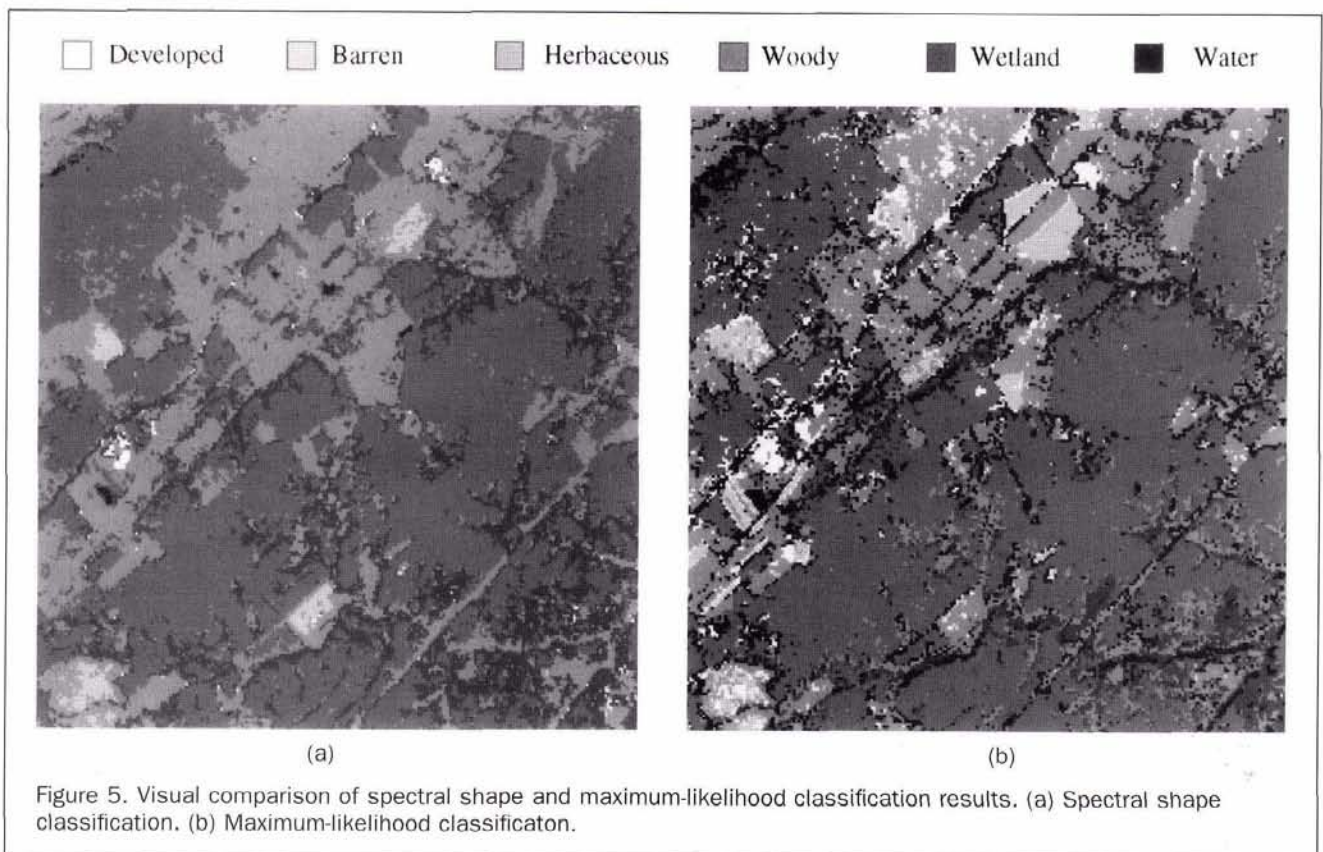 Developed Barren Herbaceous Woody Wetland Water
(a) (b)
Figure 5. Visual comparison of spectral shape and maximum-likelihood classification results. (a) Spectral shape
classification. (b) Maximum-likelihood classificaton.